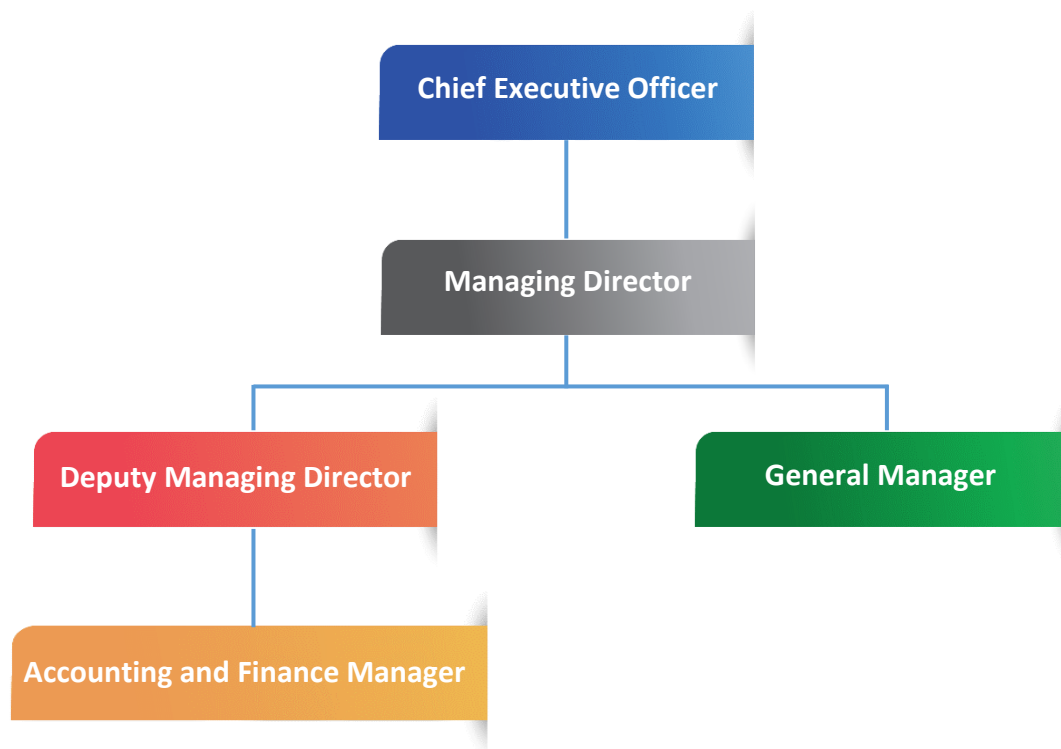 Chief Executive Officer
Managing Director
Deputy Managing Director
General Manager
Accounting and Finance Manager